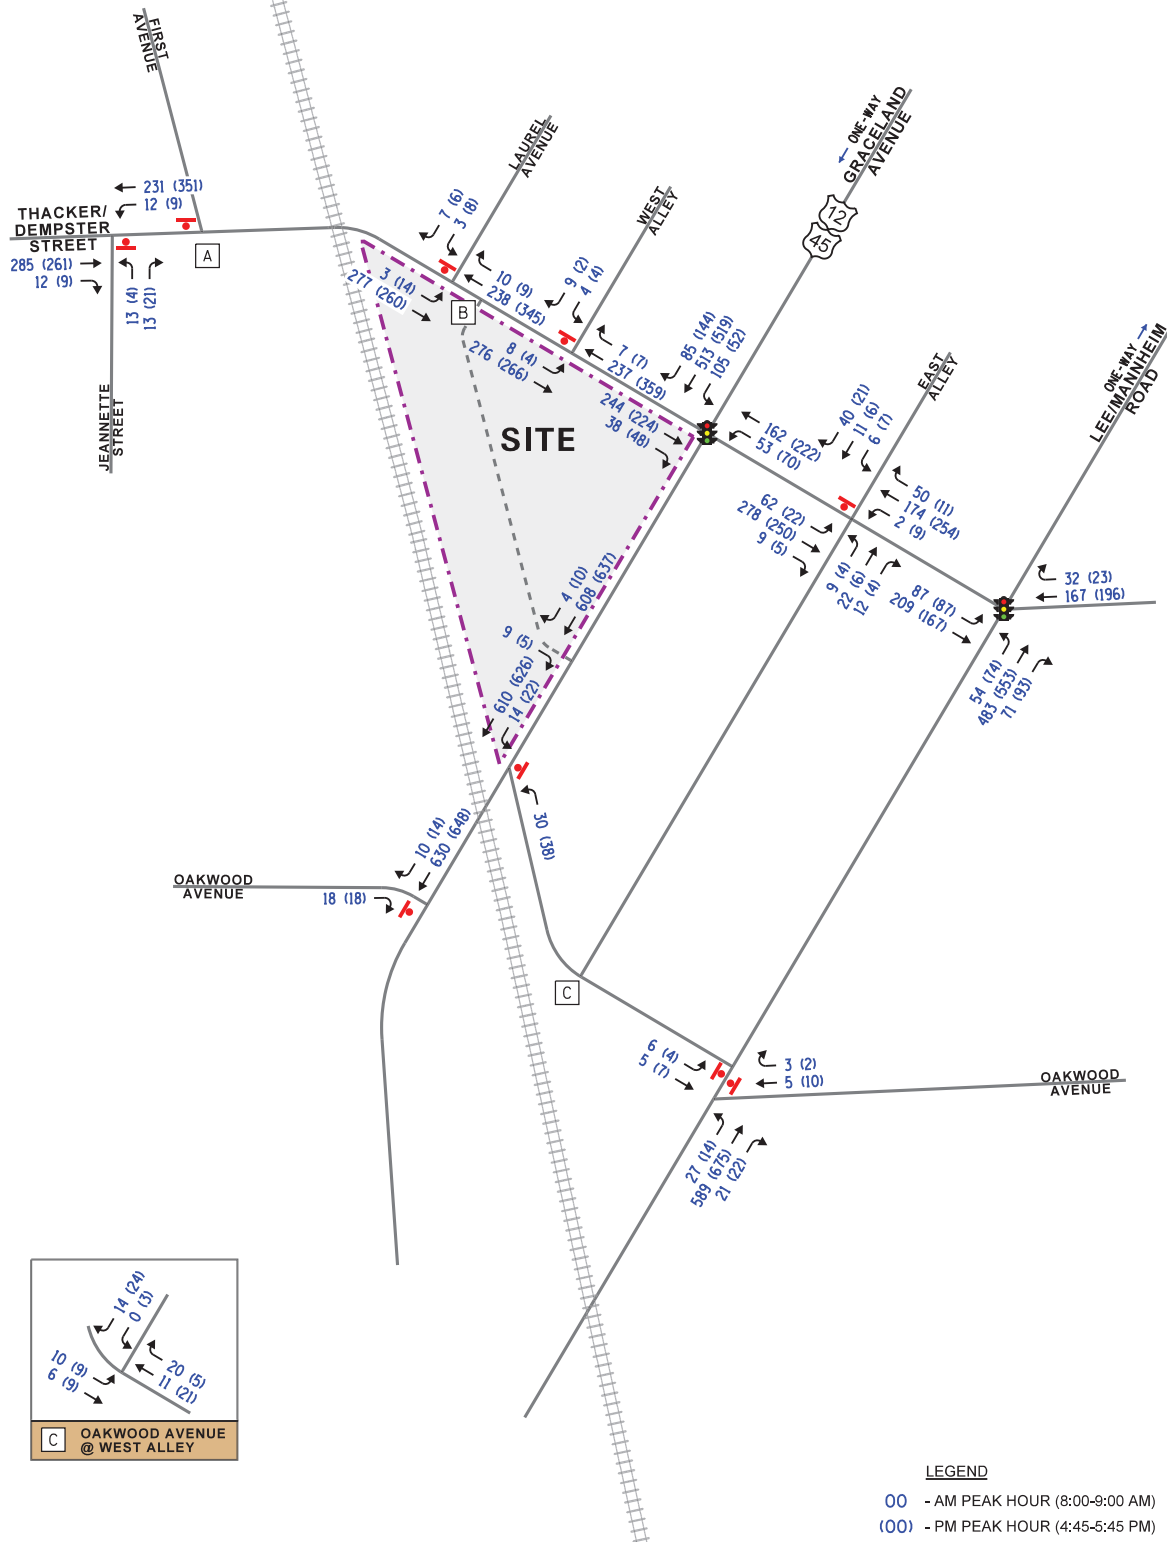 FIRST
AVENUE
LAUREL
AVENUE
WEST
ALLEY
← ONE-WAY
GRACELAND
AVENUE
12
45
EAST
ALLEY
ONE-WAY →
LEE/MANNHEIM
ROAD
THACKER/
DEMPSTER
STREET
231 (351)
12 (9)
285 (261)
12 (9)
13 (4)
13 (21)
A
JEANNETTE
STREET
7 (6)
3 (8)
3 (14)
277 (260)
B
10 (9)
238 (345)
9 (2)
4 (4)
8 (4)
276 (266)
7 (7)
237 (359)
85 (144)
513 (519)
105 (52)
244 (224)
38 (48)
162 (222)
53 (70)
SITE
40 (21)
11 (6)
6 (7)
62 (22)
278 (250)
9 (5)
50 (11)
174 (254)
2 (9)
9 (4)
22 (6)
12 (4)
87 (87)
209 (167)
32 (23)
167 (196)
54 (74)
483 (553)
71 (93)
4 (10)
608 (637)
9 (5)
610 (626)
14 (22)
30 (38)
10 (14)
630 (648)
OAKWOOD
AVENUE
18 (18)
C
6 (4)
5 (7)
3 (2)
5 (10)
OAKWOOD
AVENUE
27 (14)
589 (675)
21 (22)
14 (24)
0 (3)
10 (9)
6 (9)
20 (5)
11 (21)
C
OAKWOOD AVENUE
@ WEST ALLEY
LEGEND
00 - AM PEAK HOUR (8:00-9:00 AM)
(00) - PM PEAK HOUR (4:45-5:45 PM)